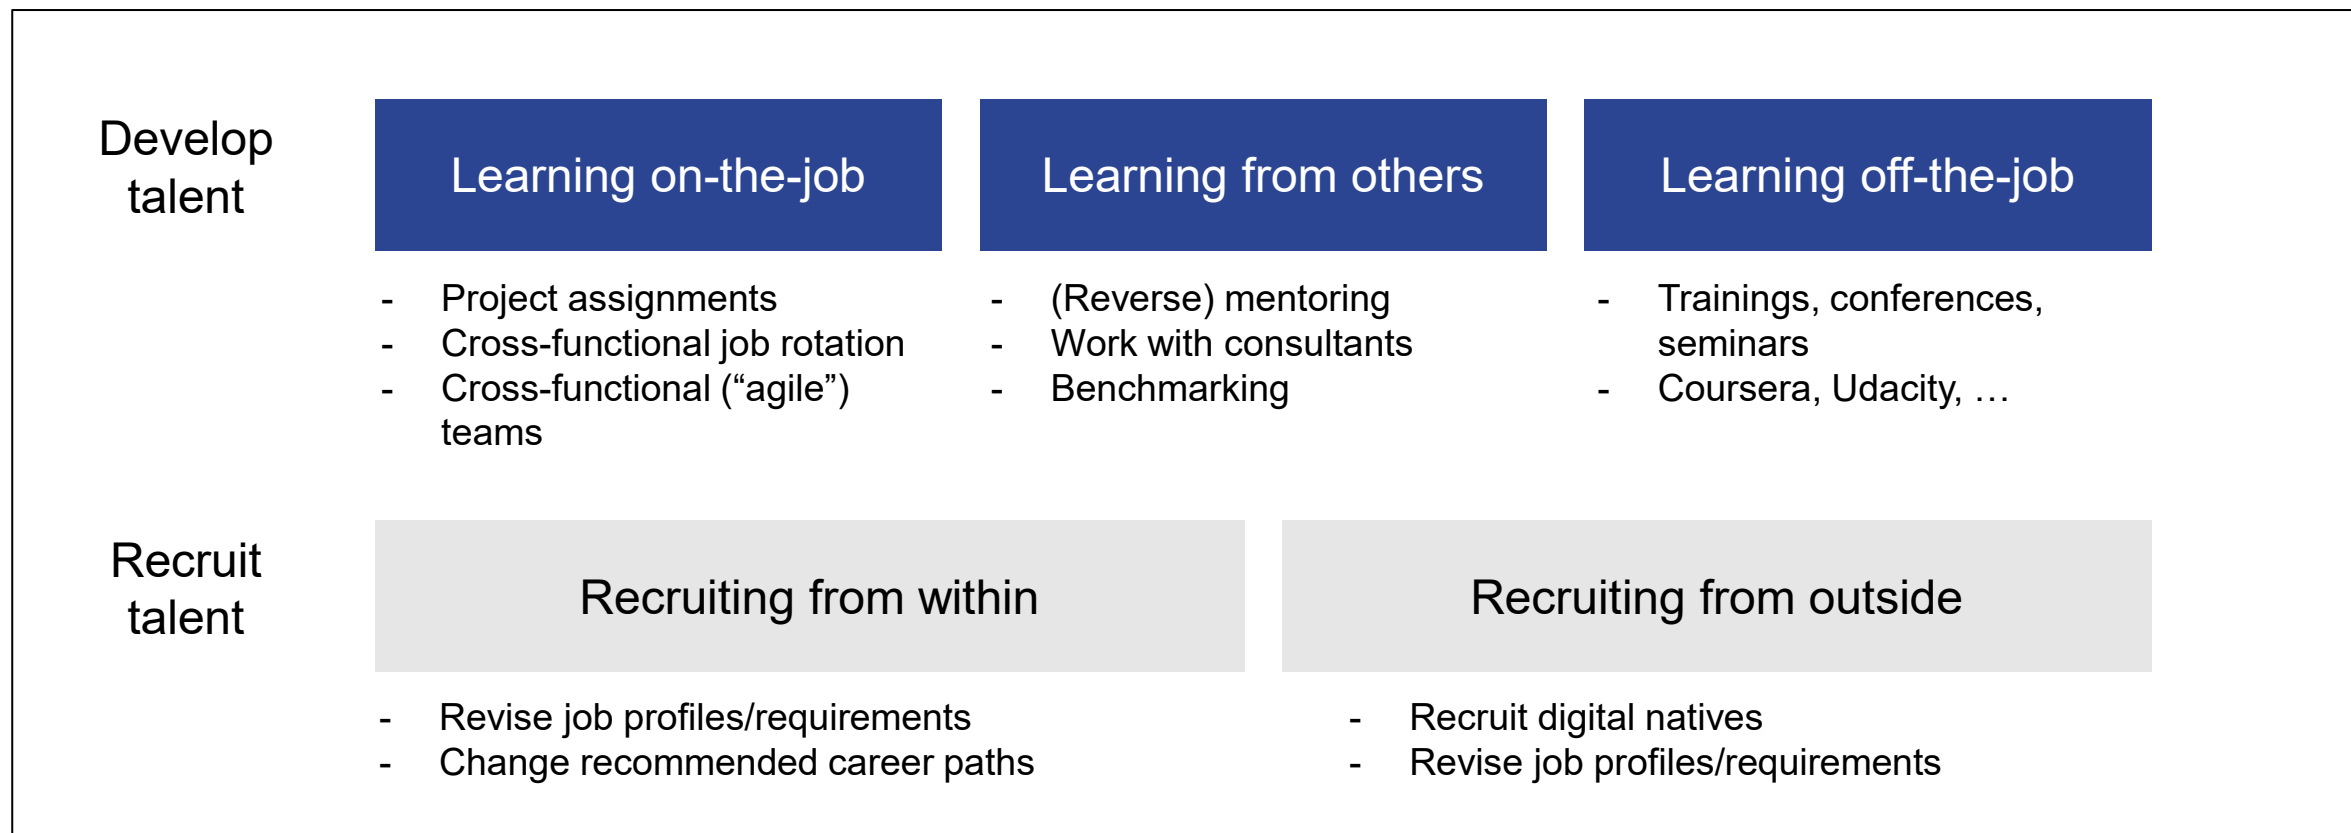 Develop
talent
Learning on-the-job
Learning from others
Learning off-the-job
- Project assignments
- Cross-functional job rotation
- Cross-functional (“agile”)
teams
- (Reverse) mentoring
- Work with consultants
- Benchmarking
- Trainings, conferences,
seminars
- Coursera, Udacity, …
Recruit
talent
Recruiting from within
Recruiting from outside
- Revise job profiles/requirements
- Change recommended career paths
- Recruit digital natives
- Revise job profiles/requirements